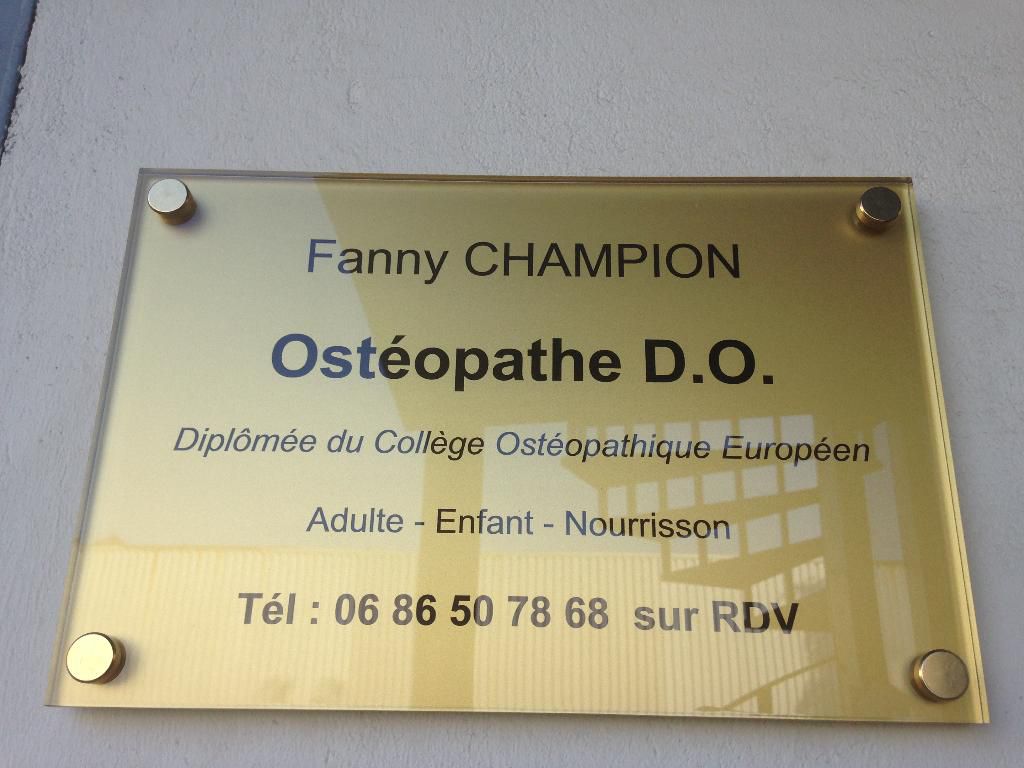 Fanny CHAMPION
Ostéopathe D.O.
Diplômée du Collège Ostéopathique Européen
Adulte - Enfant - Nourrisson
Tél : 06 86 50 78 68 sur RDV